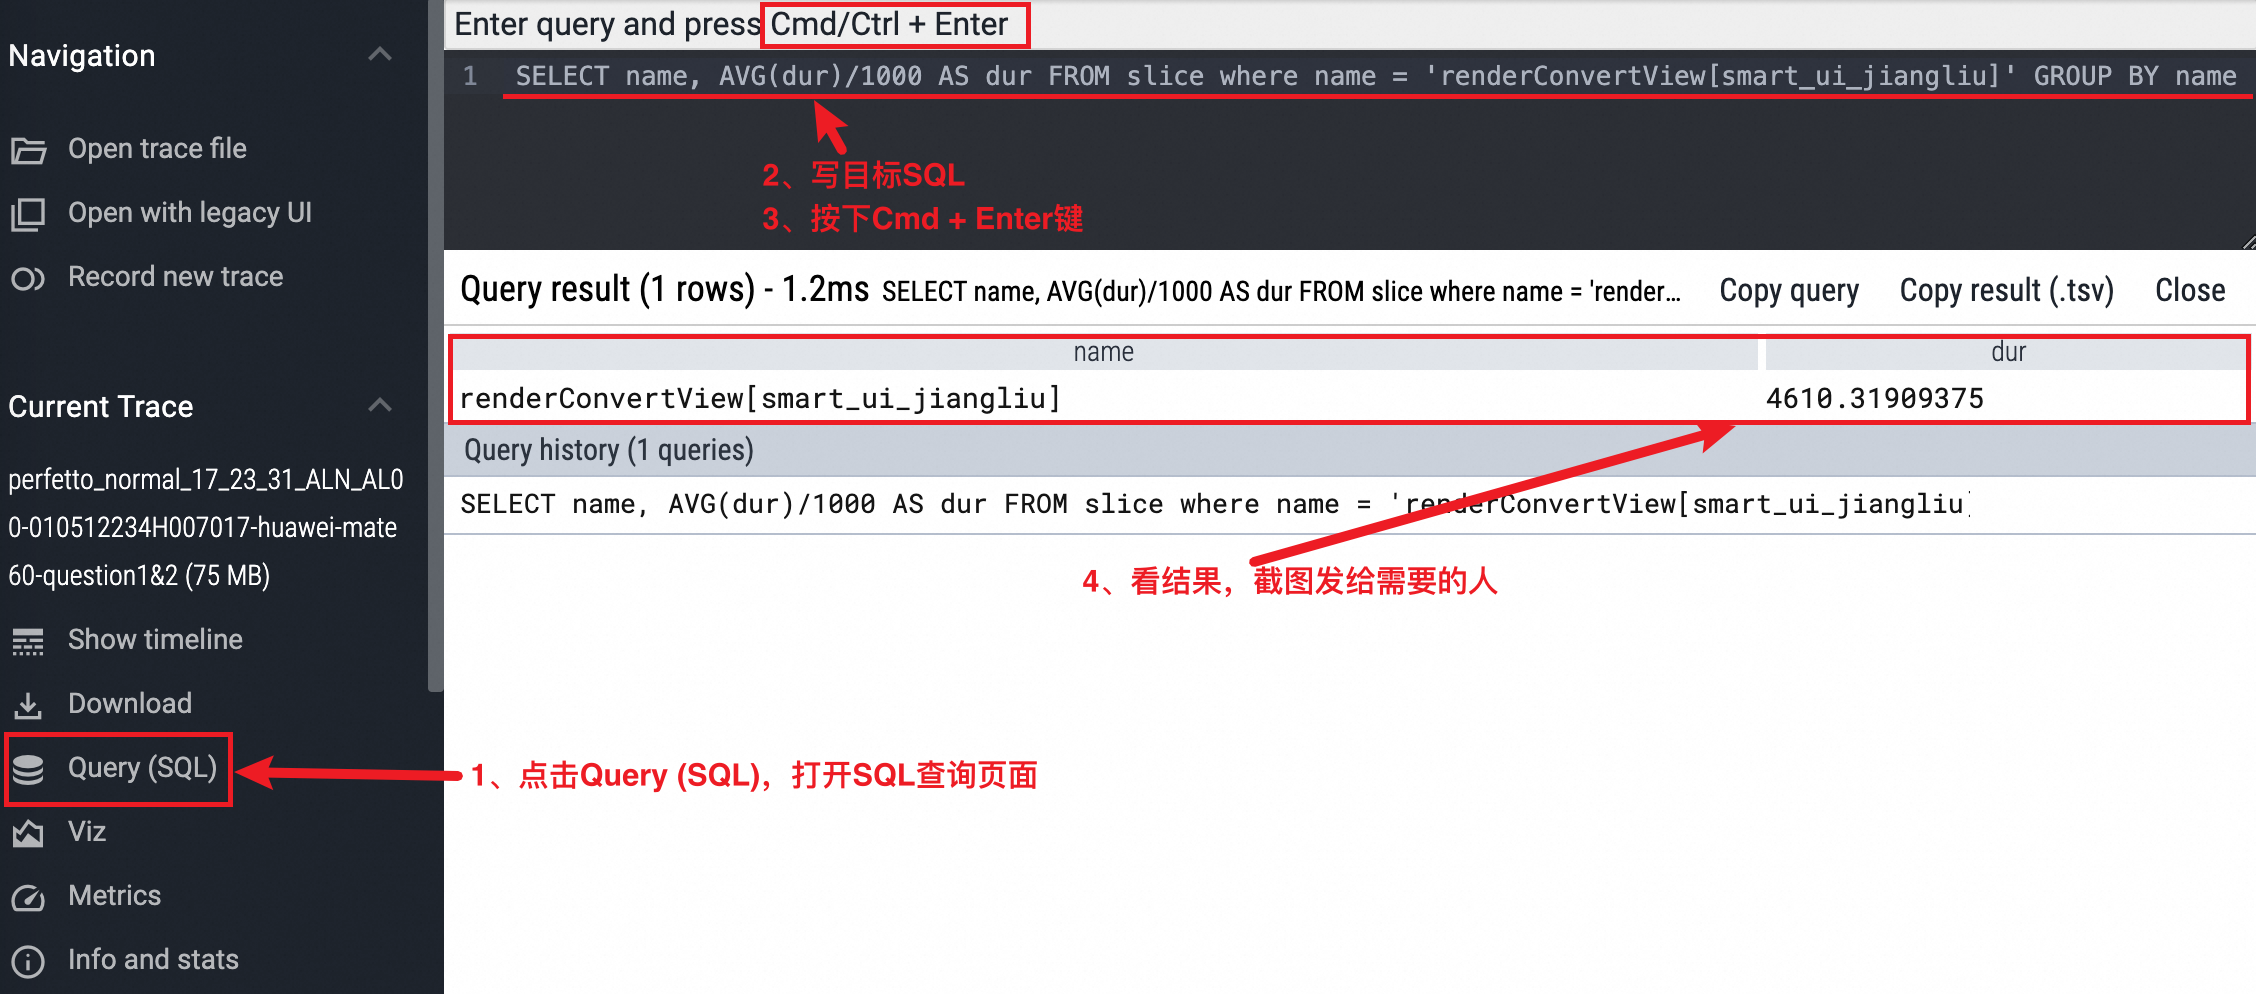 Navigation
Open trace file
Open with legacy UI
Record new trace
Current Trace
perfetto_normal_17_23_31_ALN_AL0
0-010512234H007017-huawei-mate
60-question1&2 (75 MB)
Show timeline
Download
Query (SQL)
Viz
Metrics
Info and stats
Enter query and press Cmd/Ctrl + Enter
1 SELECT name, AVG(dur)/1000 AS dur FROM slice where name = 'renderConvertView[smart_ui_jiangliu]' GROUP BY name
2、写目标SQL
3、按下Cmd + Enter键
Query result (1 rows) - 1.2ms SELECT name, AVG(dur)/1000 AS dur FROM slice where name = 'render... Copy query Copy result (.tsv) Close
name dur
renderConvertView[smart_ui_jiangliu] 4610.31909375
Query history (1 queries)
SELECT name, AVG(dur)/1000 AS dur FROM slice where name = 'renderConvertView[smart_ui_jiangliu]
4、看结果，截图发给需要的人
1、点击Query (SQL)，打开SQL查询页面